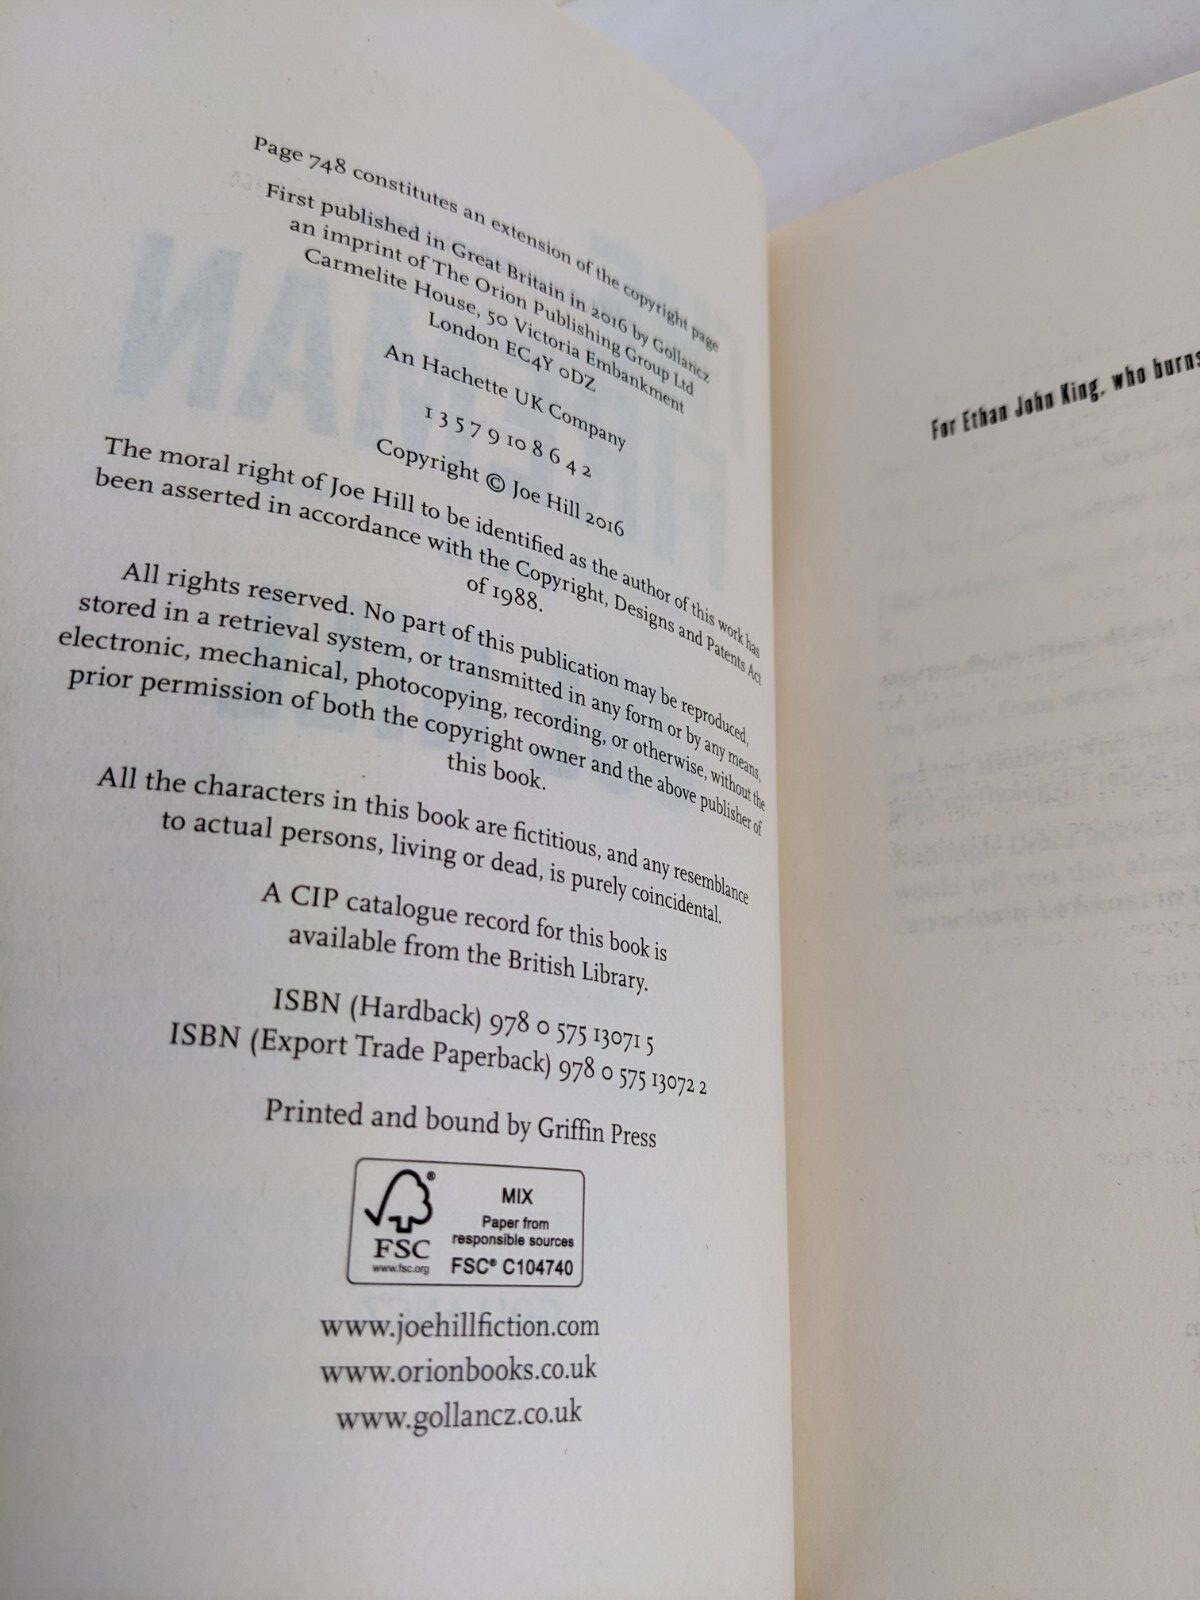 Page 748 constitutes an extension of the copyright page
First published in Great Britain in 2016 by Gollancz
an imprint of The Orion Publishing Group Ltd
Carmelite House, 50 Victoria Embankment
London EC4Y 0DZ
An Hachette UK Company
1 3 5 7 9 10 8 6 4 2
Copyright © Joe Hill 2016
The moral right of Joe Hill to be identified as the author of this work has
been asserted in accordance with the Copyright, Designs and Patents Act
of 1988.
All rights reserved. No part of this publication may be reproduced,
stored in a retrieval system, or transmitted in any form or by any means,
electronic, mechanical, photocopying, recording, or otherwise, without the
prior permission of both the copyright owner and the above publisher of
this book.
All the characters in this book are fictitious, and any resemblance
to actual persons, living or dead, is purely coincidental.
A CIP catalogue record for this book is
available from the British Library.
ISBN (Hardback) 978 0 575 13071 5
ISBN (Export Trade Paperback) 978 0 575 13072 2
Printed and bound by Griffin Press
FSC
www.fsc.org
MIX
Paper from
responsible sources
FSC® C104740
www.joehillfiction.com
www.orionbooks.co.uk
www.gollancz.co.uk
For Ethan John King, who burns